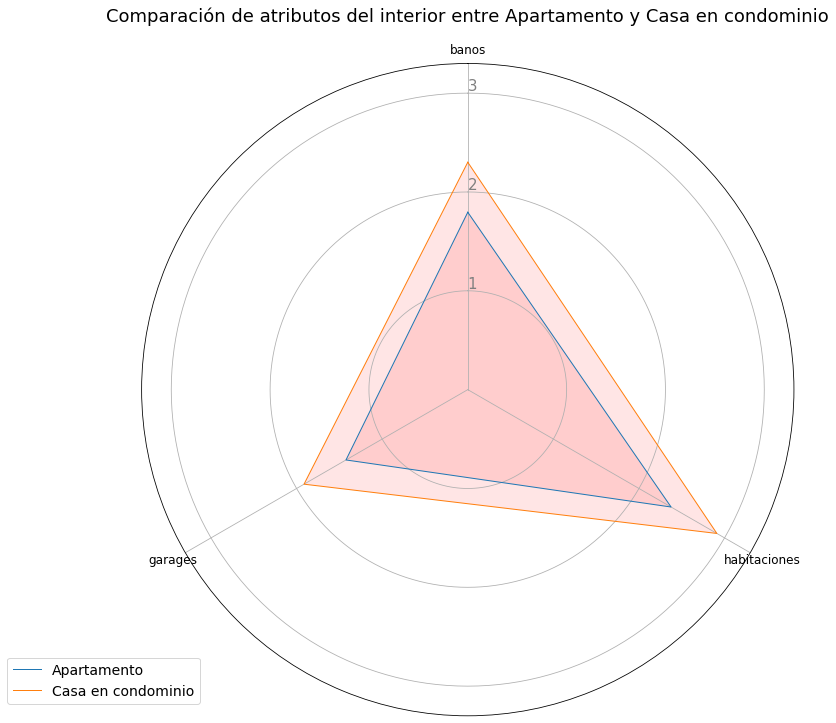 Comparación de atributos del interior entre Apartamento y Casa en condominio
banos
3
2
1
garages
habitaciones
Apartamento
Casa en condominio